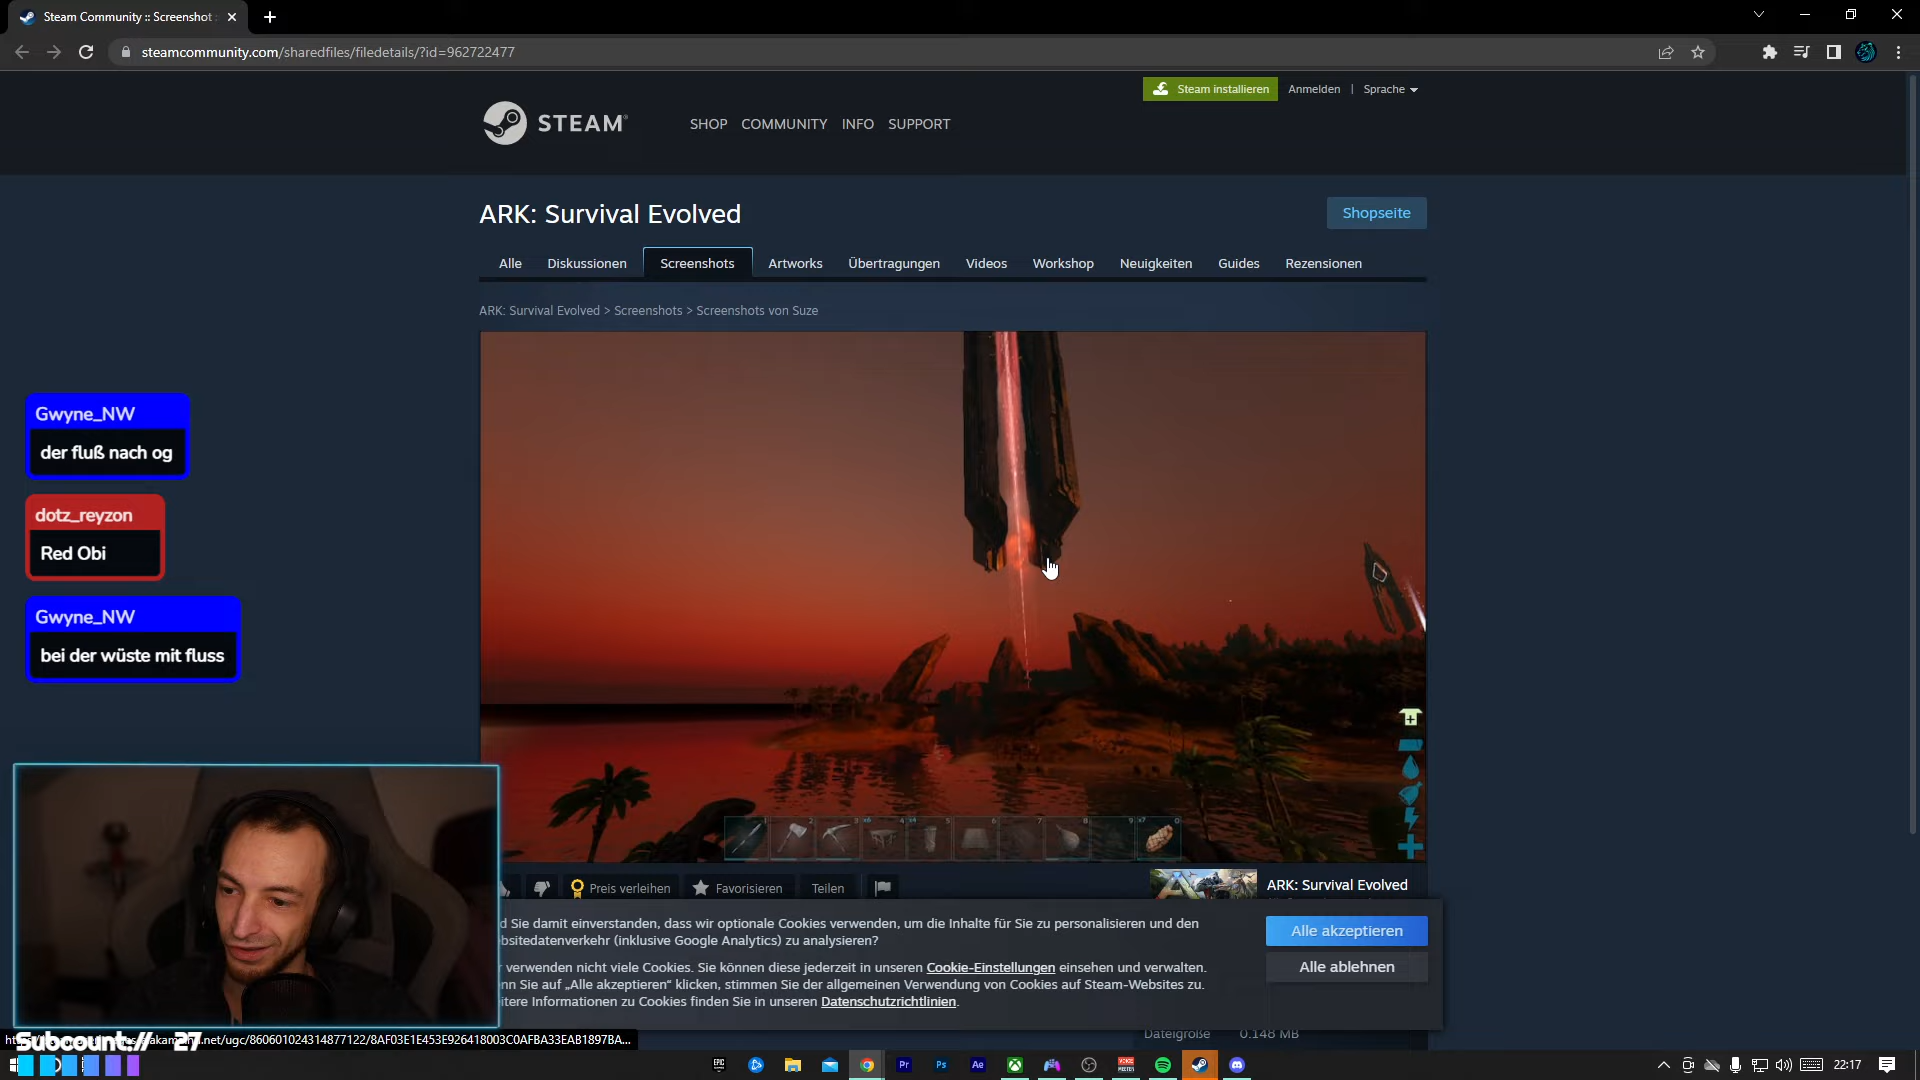 Steam Community :: Screenshot
steamcommunity.com/sharedfiles/filedetails/?id=962722477
Steam installieren
Anmelden | Sprache
STEAM
SHOP COMMUNITY INFO SUPPORT
ARK: Survival Evolved
Shopseite
Alle Diskussionen Screenshots Artworks Übertragungen Videos Workshop Neuigkeiten Guides Rezensionen
ARK: Survival Evolved > Screenshots > Screenshots von Suze
Gwyne_NW
der fluß nach og
dotz_reyzon
Red Obi
Gwyne_NW
bei der wüste mit fluss
Preis verleihen
Favorisieren
Teilen
ARK: Survival Evolved
Sie damit einverstanden, dass wir optionale Cookies verwenden, um die Inhalte für Sie zu personalisieren und den
(inklusive Google Analytics) zu analysieren?
verwenden nicht viele Cookies. Sie können diese jederzeit in unseren Cookie-Einstellungen einsehen und verwalten.
Sie auf „Alle akzeptieren" klicken, stimmen Sie der allgemeinen Verwendung von Cookies auf Steam-Websites zu.
Informationen zu Cookies finden Sie in unseren Datenschutzrichtlinien.
Alle akzeptieren
Alle ablehnen
Dateigröße 0.148 MB
Subcount:// 27
22:17